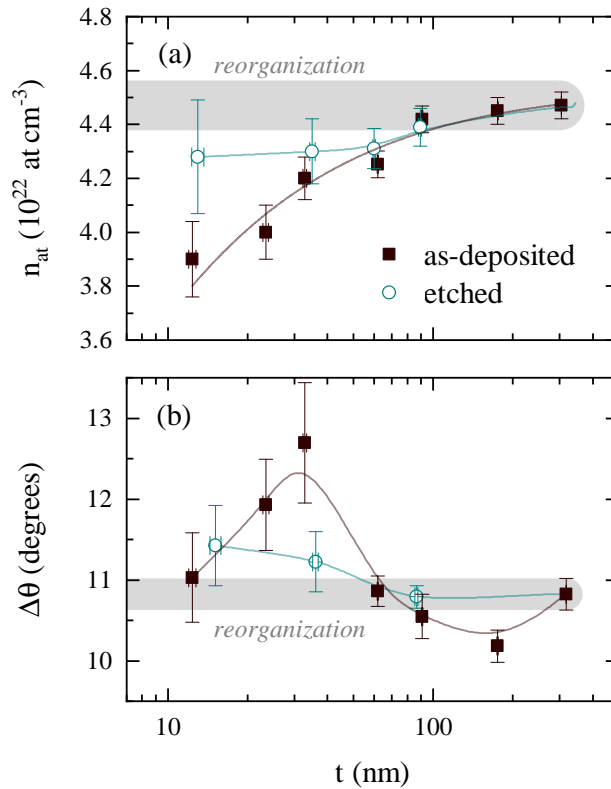 4.8
(a)
reorganization
4.6
4.4
4.2
4.0
3.8
3.6
n_at (10^22 at cm^-3)
as-deposited
etched
(b)
13
12
11
10
Δθ (degrees)
reorganization
10
100
t (nm)